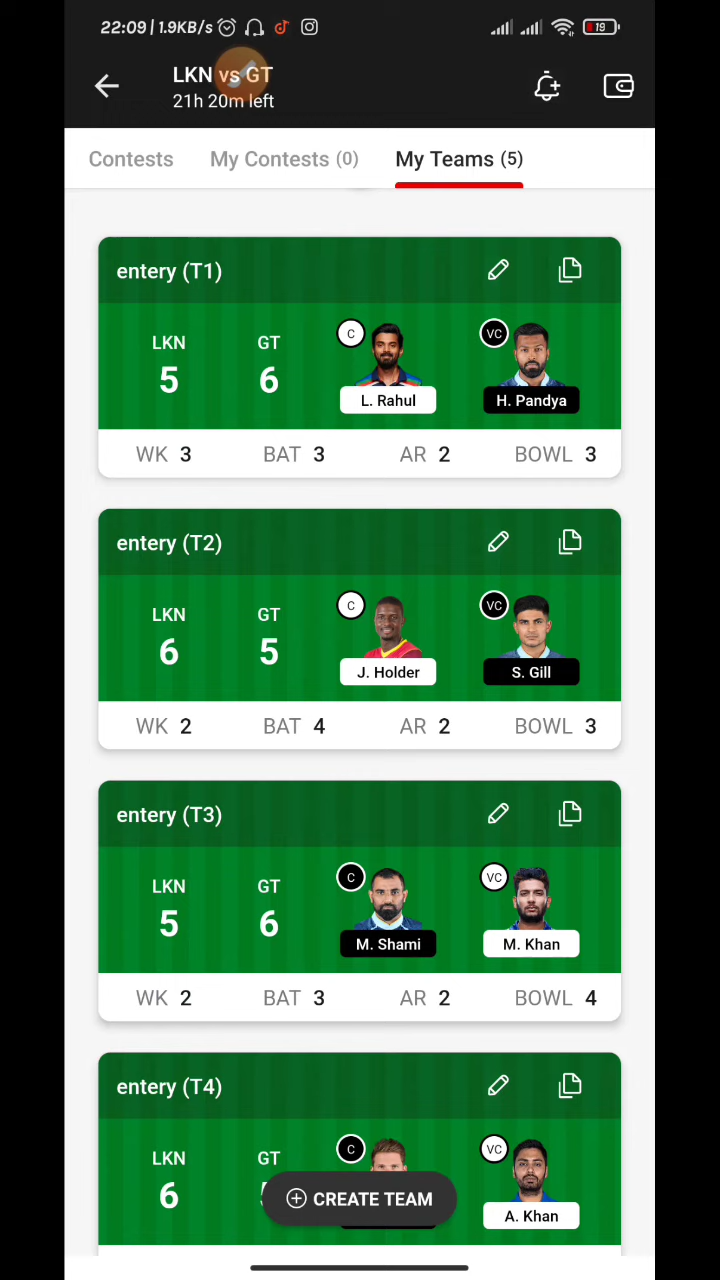 22:09 | 1.9KB/s 19
LKN vs GT
21h 20m left
Contests My Contests (0) My Teams (5)
entery (T1)
LKN GT C VC
5 6
L. Rahul H. Pandya
WK 3 BAT 3 AR 2 BOWL 3
entery (T2)
LKN GT C VC
6 5
J. Holder S. Gill
WK 2 BAT 4 AR 2 BOWL 3
entery (T3)
LKN GT C VC
5 6
M. Shami M. Khan
WK 2 BAT 3 AR 2 BOWL 4
entery (T4)
LKN GT C VC
6
CREATE TEAM
A. Khan